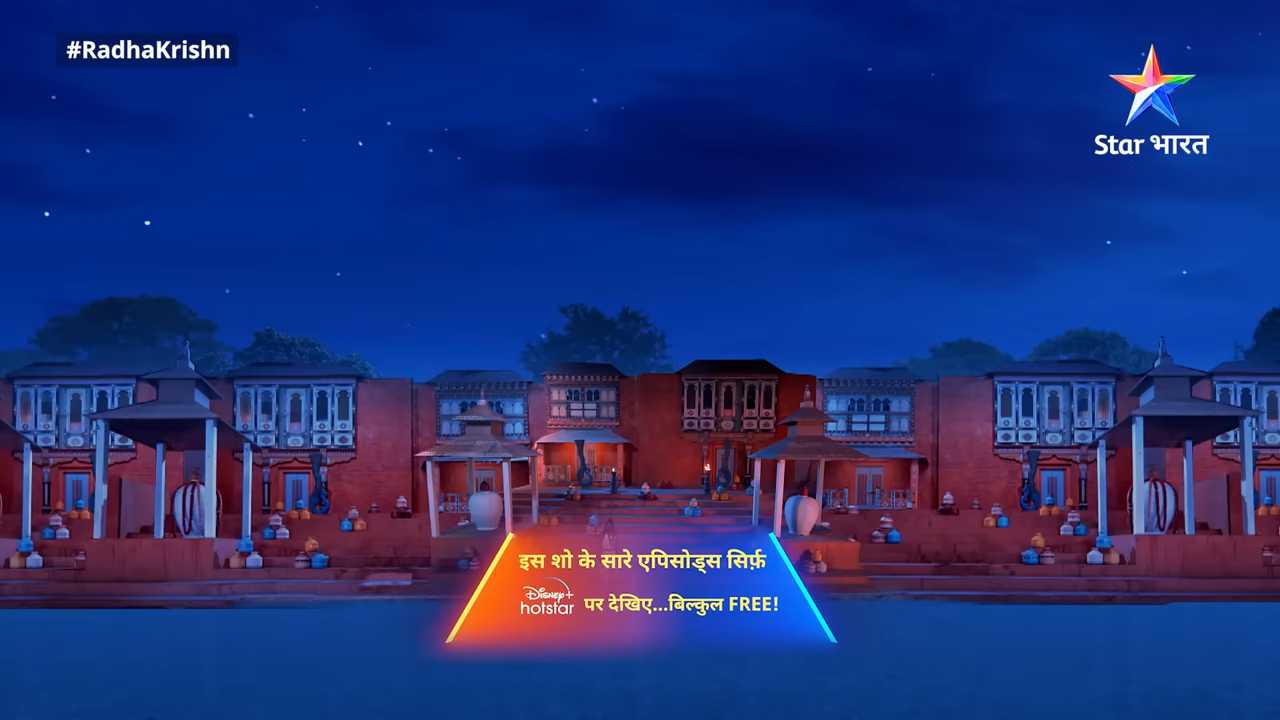 #RadhaKrishn
Star भारत
इस शो के सारे एपिसोड्स सिर्फ़
Disney+ hotstar पर देखिए...बिल्कुल FREE!